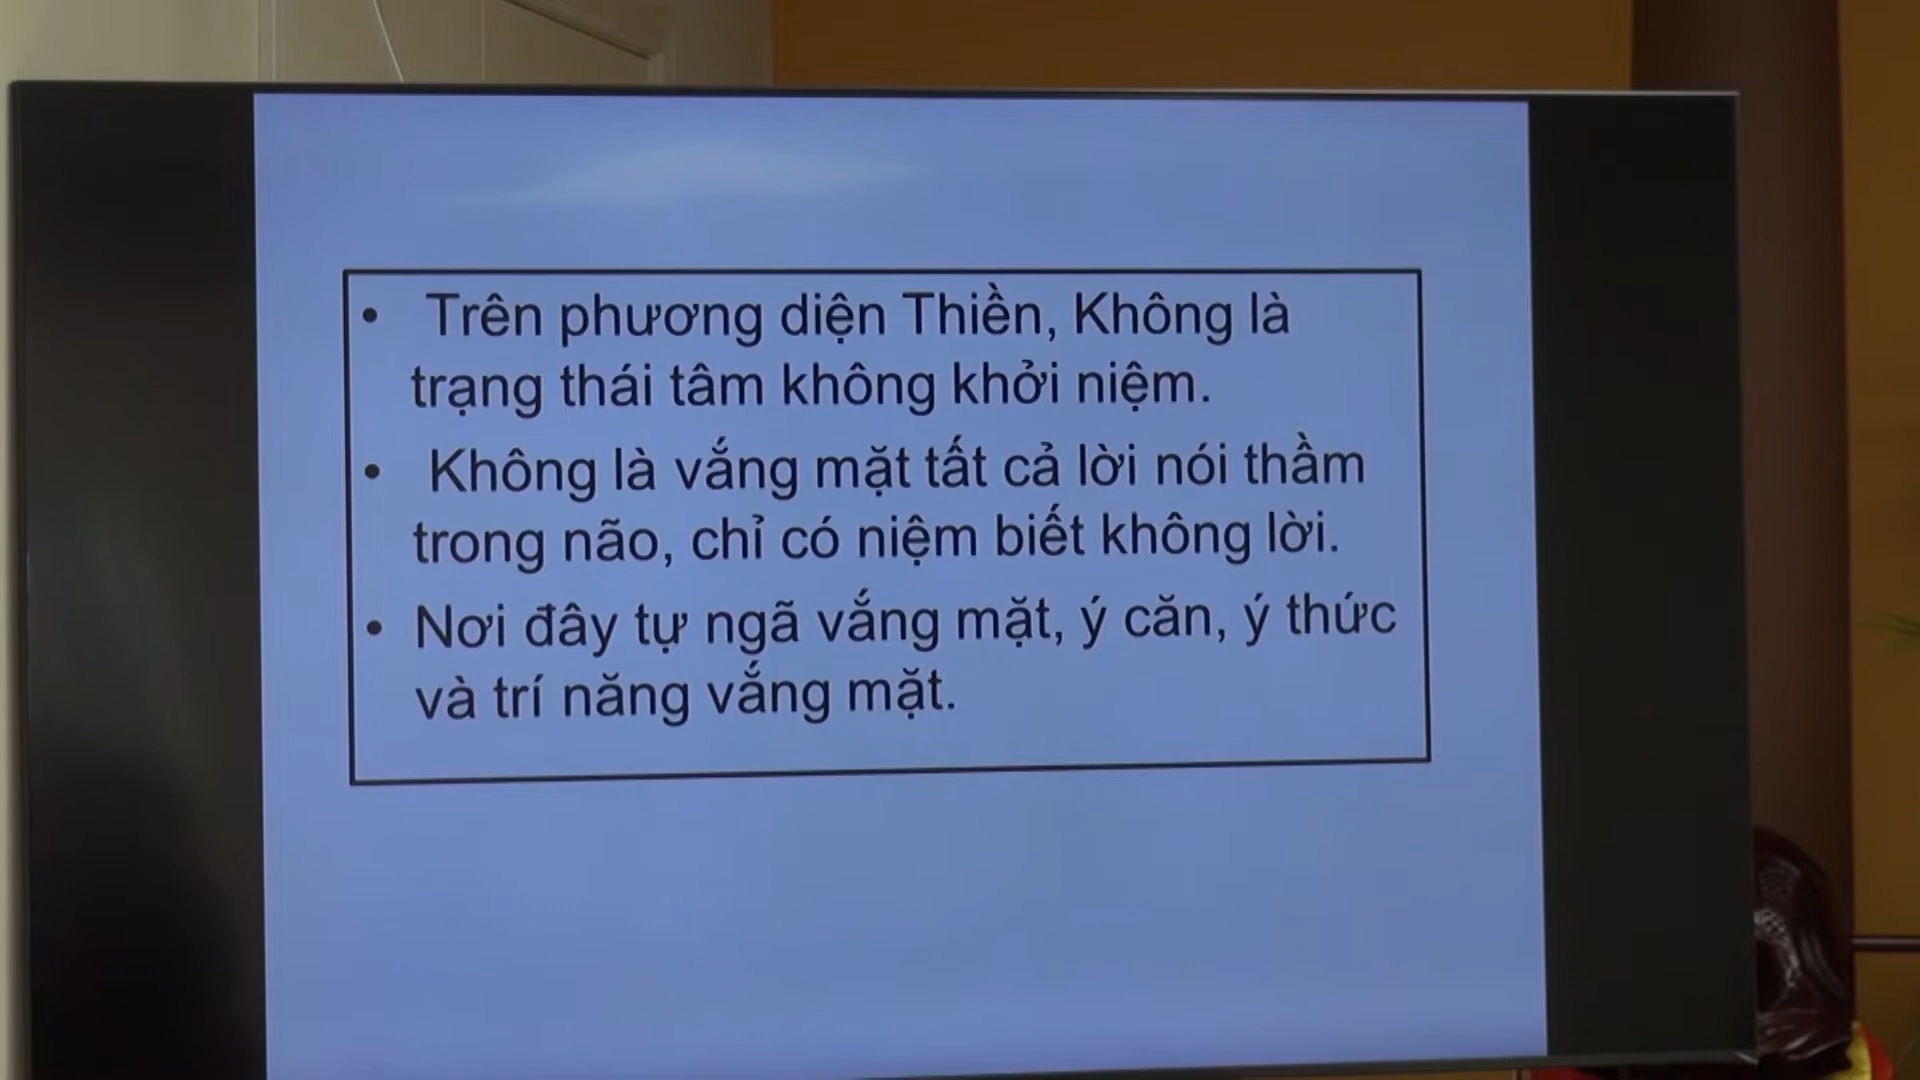 • Trên phương diện Thiền, Không là
trạng thái tâm không khởi niệm.
• Không là vắng mặt tất cả lời nói thầm
trong não, chỉ có niệm biết không lời.
• Nơi đây tự ngã vắng mặt, ý căn, ý thức
và trí năng vắng mặt.